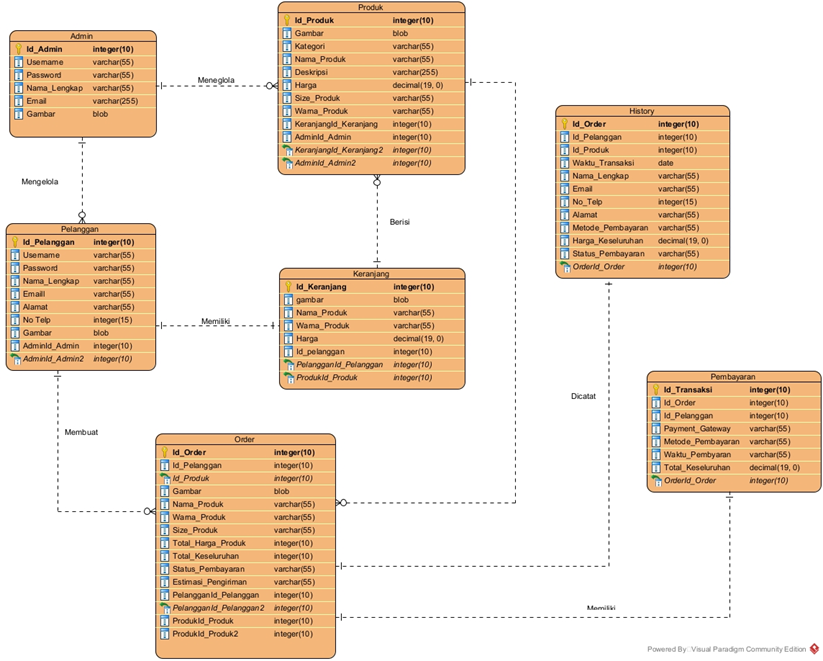 Admin
Id_Admin integer(10)
Username varchar(55)
Password varchar(55)
Nama_Lengkap varchar(55)
Email varchar(255)
Gambar blob
Meneglola
Produk
Id_Produk integer(10)
Gambar blob
Kategori varchar(55)
Nama_Produk varchar(55)
Deskripsi varchar(255)
Harga decimal(19, 0)
Size_Produk varchar(55)
Warna_Produk varchar(55)
KeranjangId_Keranjang integer(10)
AdminId_Admin integer(10)
KeranjangId_Keranjang2 integer(10)
AdminId_Admin2 integer(10)
History
Id_Order integer(10)
Id_Pelanggan integer(10)
Id_Produk integer(10)
Waktu_Transaksi date
Nama_Lengkap varchar(55)
Email varchar(55)
No_Telp integer(15)
Alamat varchar(55)
Metode_Pembayaran varchar(55)
Harga_Keseluruhan decimal(19, 0)
Status_Pembayaran varchar(55)
OrderId_Order integer(10)
Mengelola
Berisi
Pelanggan
Id_Pelanggan integer(10)
Username varchar(55)
Password varchar(55)
Nama_Lengkap varchar(55)
Emaill varchar(55)
Alamat varchar(55)
No Telp integer(15)
Gambar blob
AdminId_Admin integer(10)
AdminId_Admin2 integer(10)
Memiliki
Keranjang
Id_Keranjang integer(10)
gambar blob
Nama_Produk varchar(55)
Warna_Produk varchar(55)
Harga decimal(19, 0)
Id_pelanggan integer(10)
PelangganId_Pelanggan integer(10)
ProdukId_Produk integer(10)
Dicatat
Pembayaran
Id_Transaksi integer(10)
Id_Order integer(10)
Id_Pelanggan integer(10)
Payment_Gateway varchar(55)
Metode_Pembayaran varchar(55)
Waktu_Pembyaran varchar(55)
Total_Keseluruhan decimal(19, 0)
OrderId_Order integer(10)
Membuat
Order
Id_Order integer(10)
Id_Pelanggan integer(10)
Id_Produk integer(10)
Gambar blob
Nama_Produk varchar(55)
Warna_Produk varchar(55)
Size_Produk varchar(55)
Total_Harga_Produk integer(10)
Total_Keseluruhan integer(10)
Status_Pembayaran varchar(55)
Estimasi_Pengiriman varchar(55)
PelangganId_Pelanggan integer(10)
PelangganId_Pelanggan2 integer(10)
ProdukId_Produk integer(10)
ProdukId_Produk2 integer(10)
Memiliki
Powered By: Visual Paradigm Community Edition